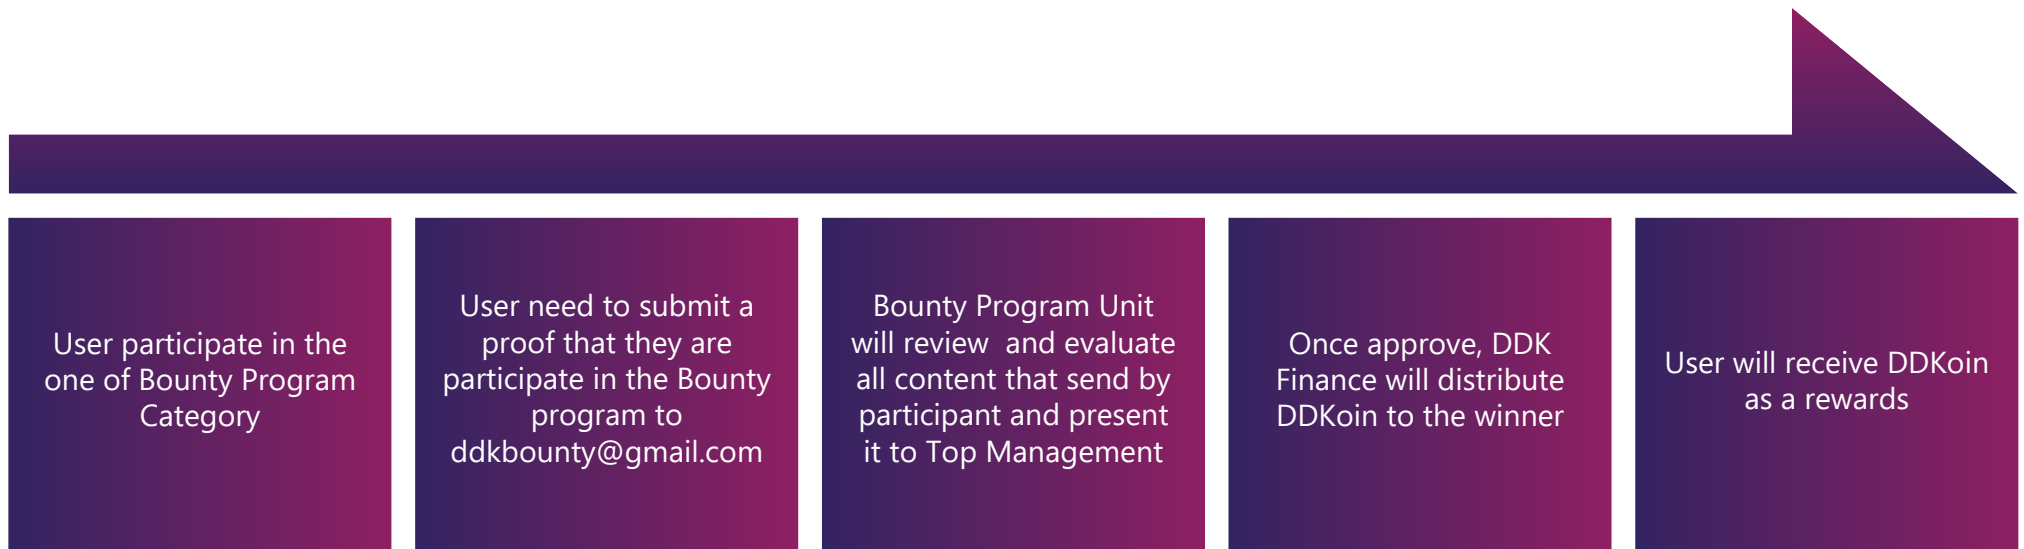 User participate in the
one of Bounty Program
Category
User need to submit a
proof that they are
participate in the Bounty
program to
ddkbounty@gmail.com
Bounty Program Unit
will review  and evaluate
all content that send by
participant and present
it to Top Management
Once approve, DDK
Finance will distribute
DDKoin to the winner
User will receive DDKoin
as a rewards